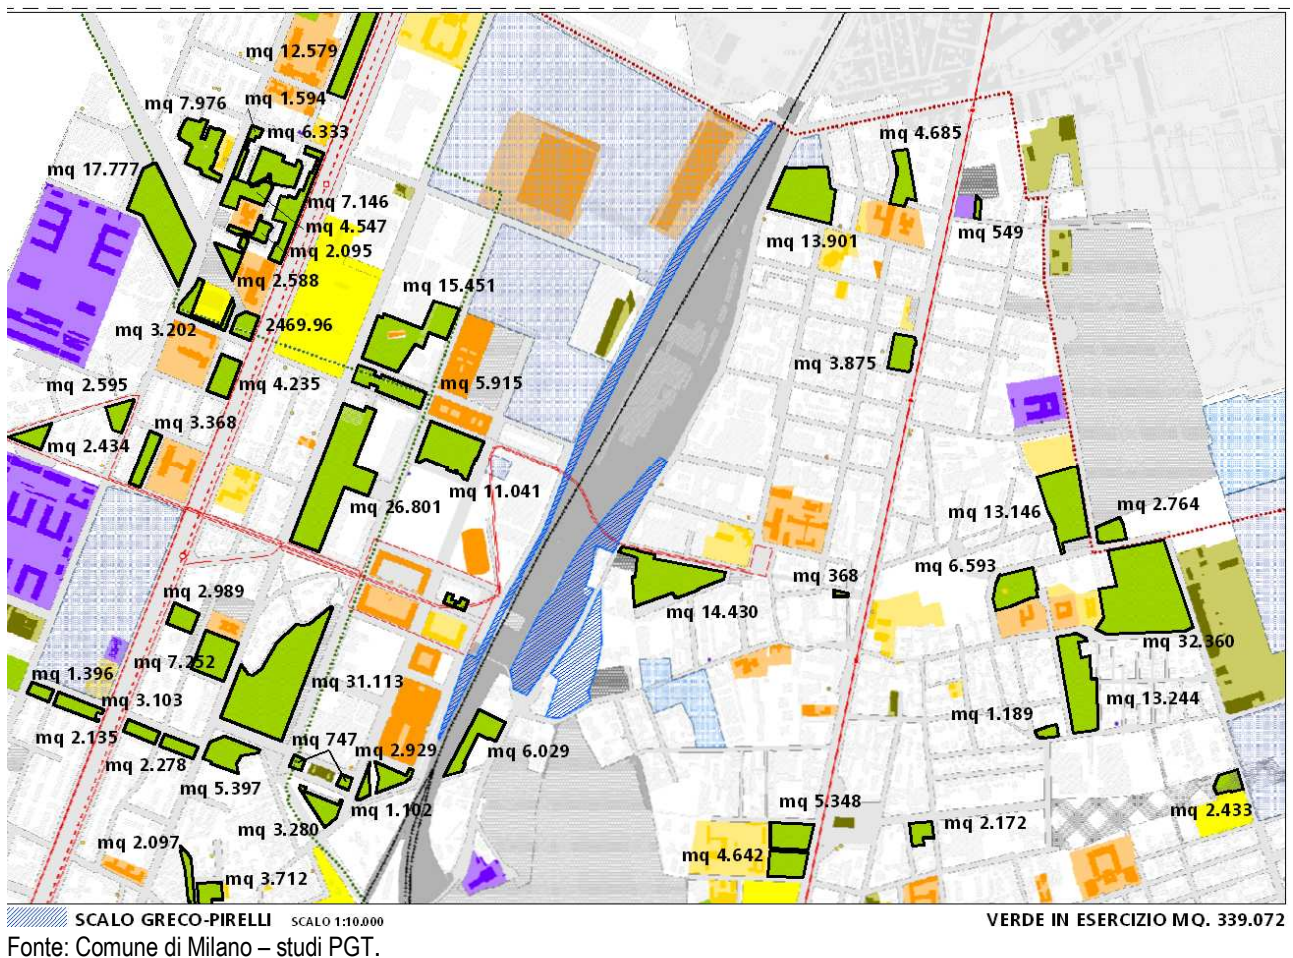 mq 12.579
mq 1.594
mq 7.976
mq 6.333
mq 17.777
mq 7.146
mq 4.547
mq 2.095
mq 2.588
mq 15.451
mq 3.202
2469.96
mq 4.685
mq 13.901
mq 549
mq 3.875
mq 2.595
mq 4.235
mq 5.915
mq 3.368
mq 2.434
mq 11.041
mq 26.801
mq 13.146
mq 2.764
mq 6.593
mq 368
mq 14.430
mq 2.989
mq 32.360
mq 7.252
mq 1.396
mq 31.113
mq 3.103
mq 13.244
mq 1.189
mq 2.135
mq 747
mq 2.929
mq 6.029
mq 2.278
mq 5.397
mq 1.102
mq 5.348
mq 2.433
mq 3.280
mq 2.172
mq 2.097
mq 4.642
mq 3.712
SCALO GRECO-PIRELLI SCALO 1:10.000
VERDE IN ESERCIZIO MQ. 339.072
Fonte: Comune di Milano – studi PGT.